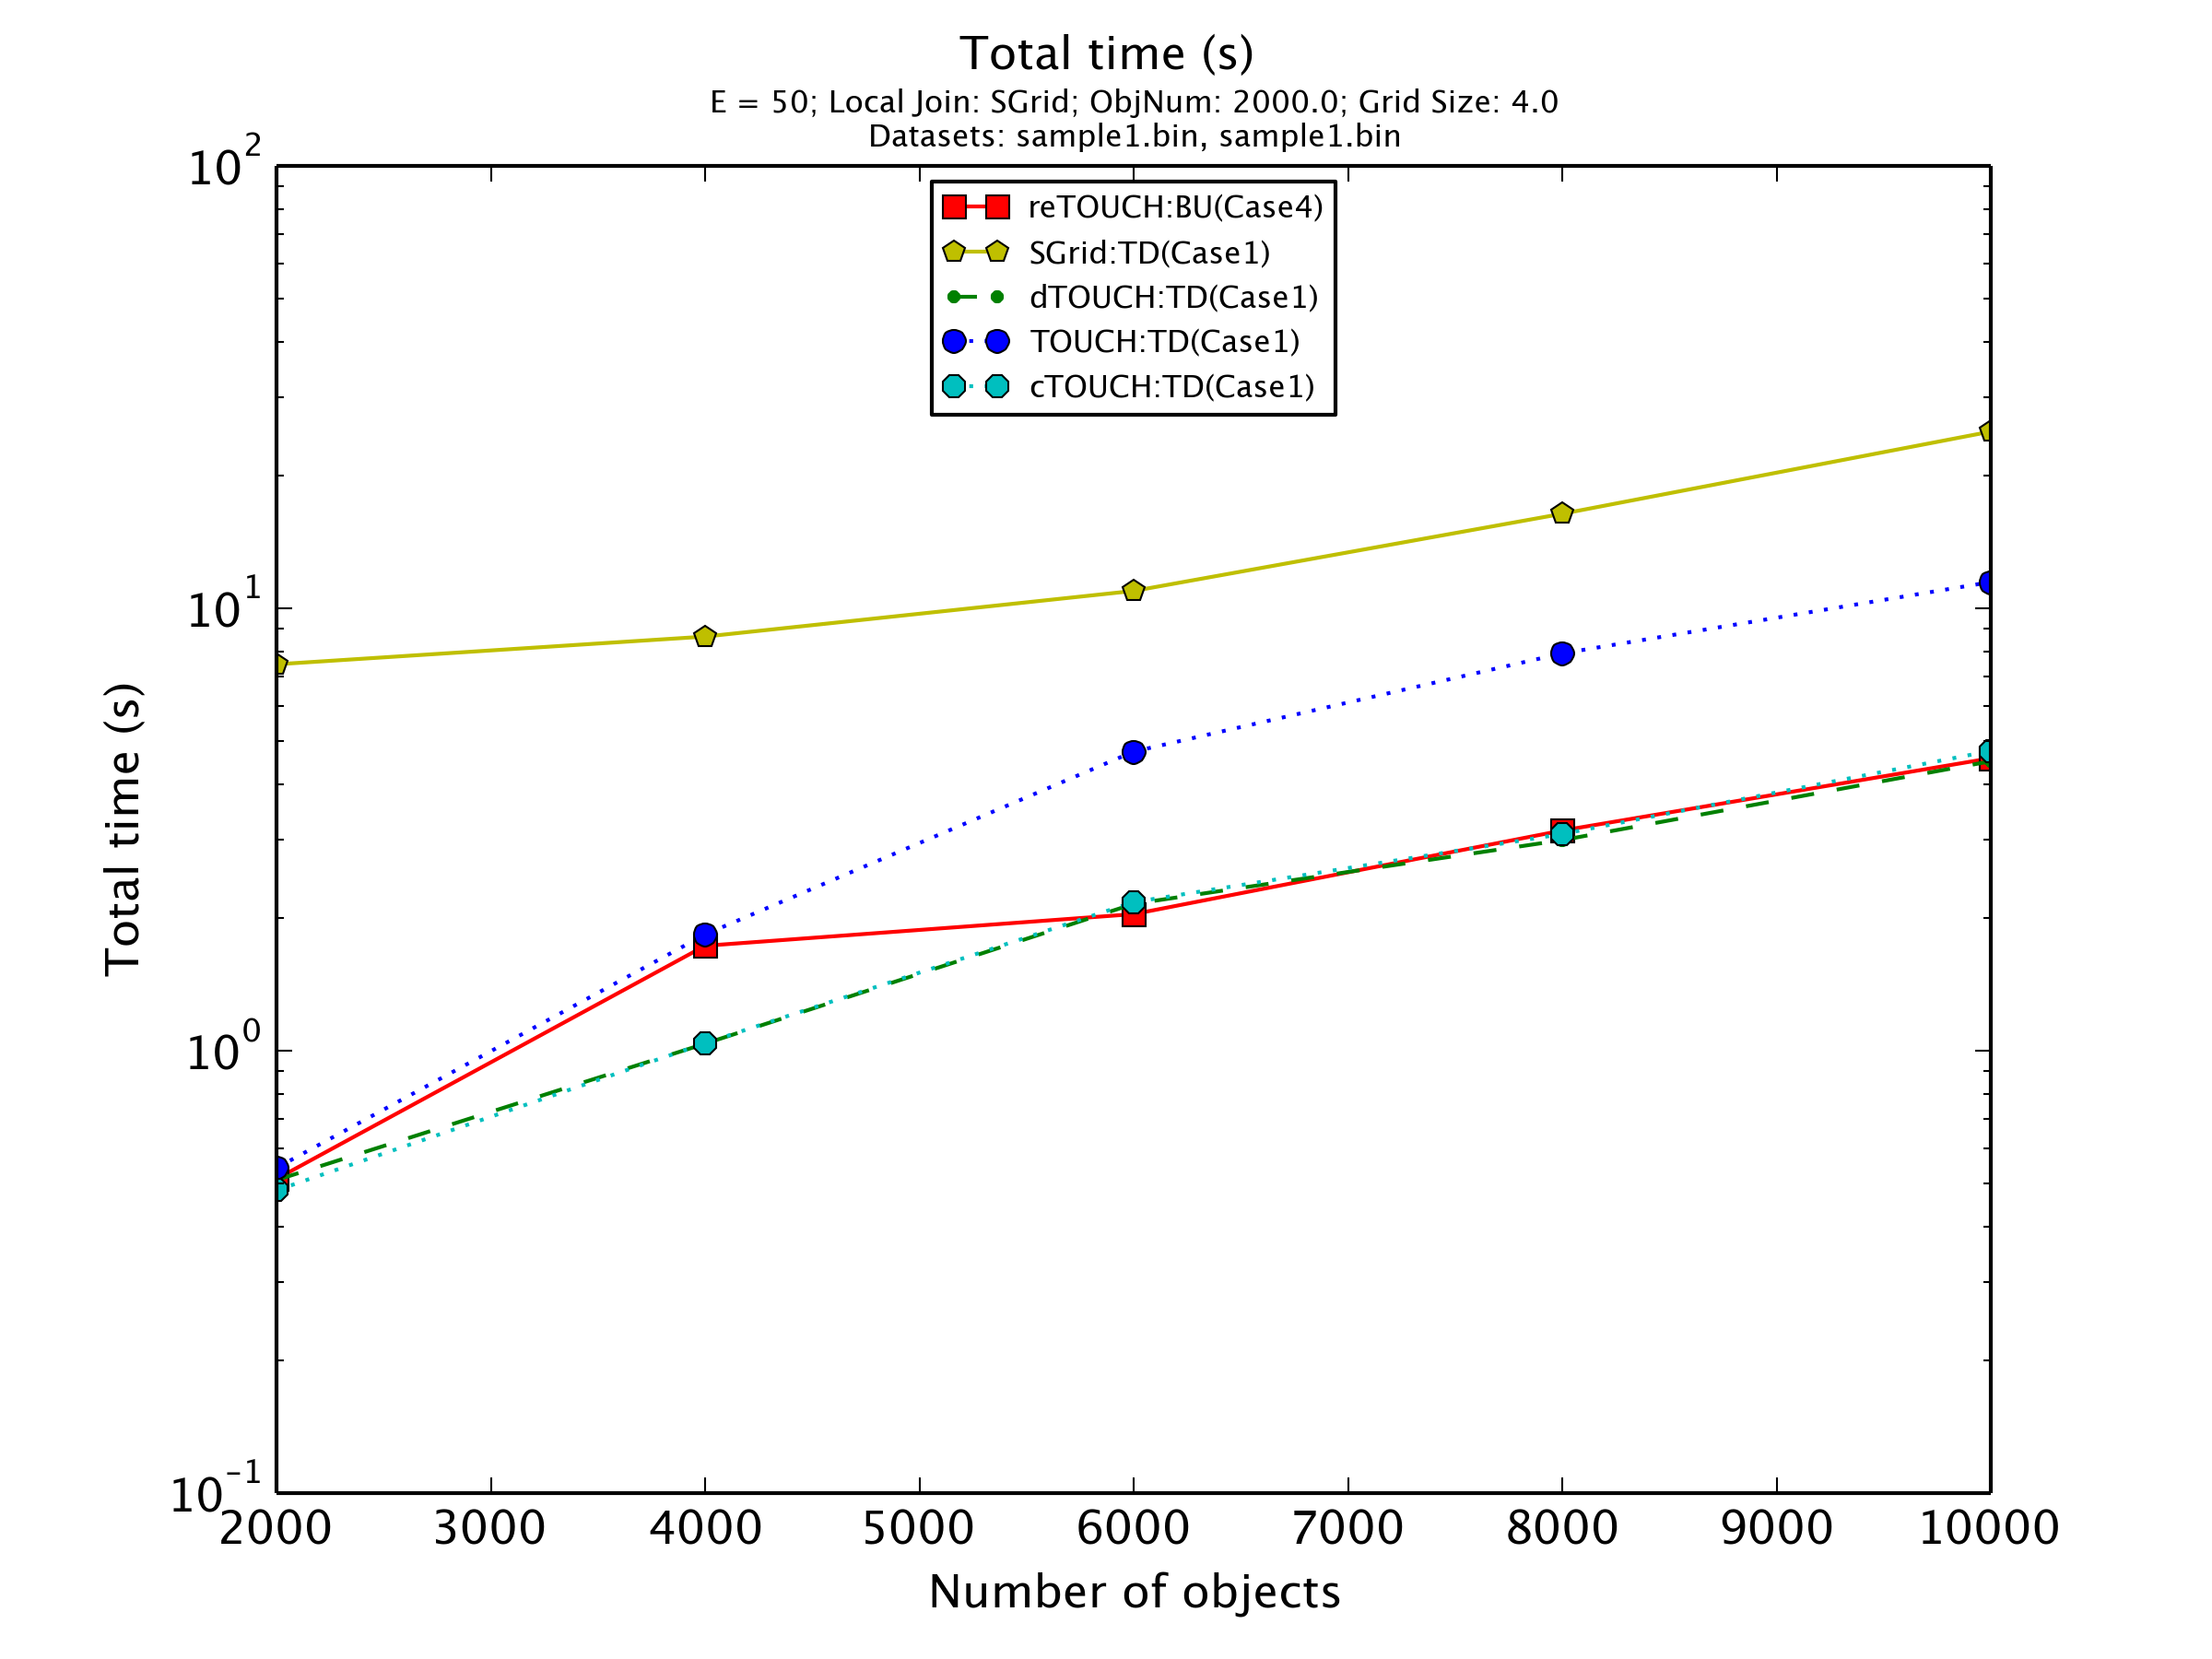 Total time (s)
E = 50; Local Join: SGrid; ObjNum: 2000.0; Grid Size: 4.0
Datasets: sample1.bin, sample1.bin
reTOUCH:BU(Case4)
SGrid:TD(Case1)
dTOUCH:TD(Case1)
TOUCH:TD(Case1)
cTOUCH:TD(Case1)
Total time (s)
10^2
10^1
10^0
10^-1
2000 3000 4000 5000 6000 7000 8000 9000 10000
Number of objects